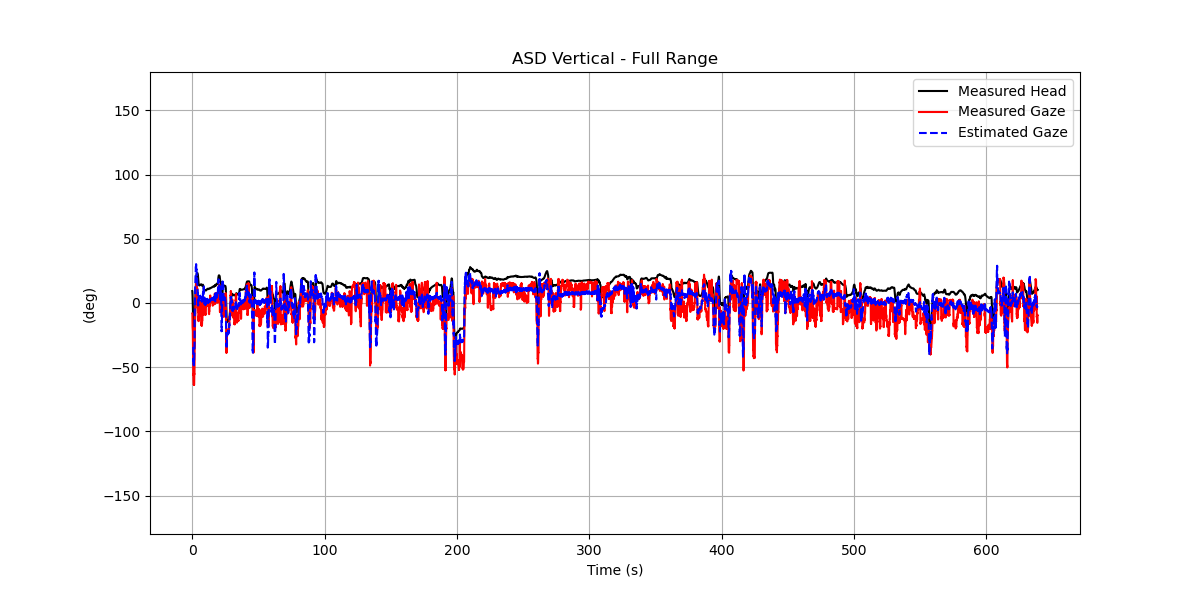 ASD Vertical - Full Range
Measured Head
Measured Gaze
Estimated Gaze
150
100
50
0
−50
−100
−150
(deg)
0 100 200 300 400 500 600
Time (s)